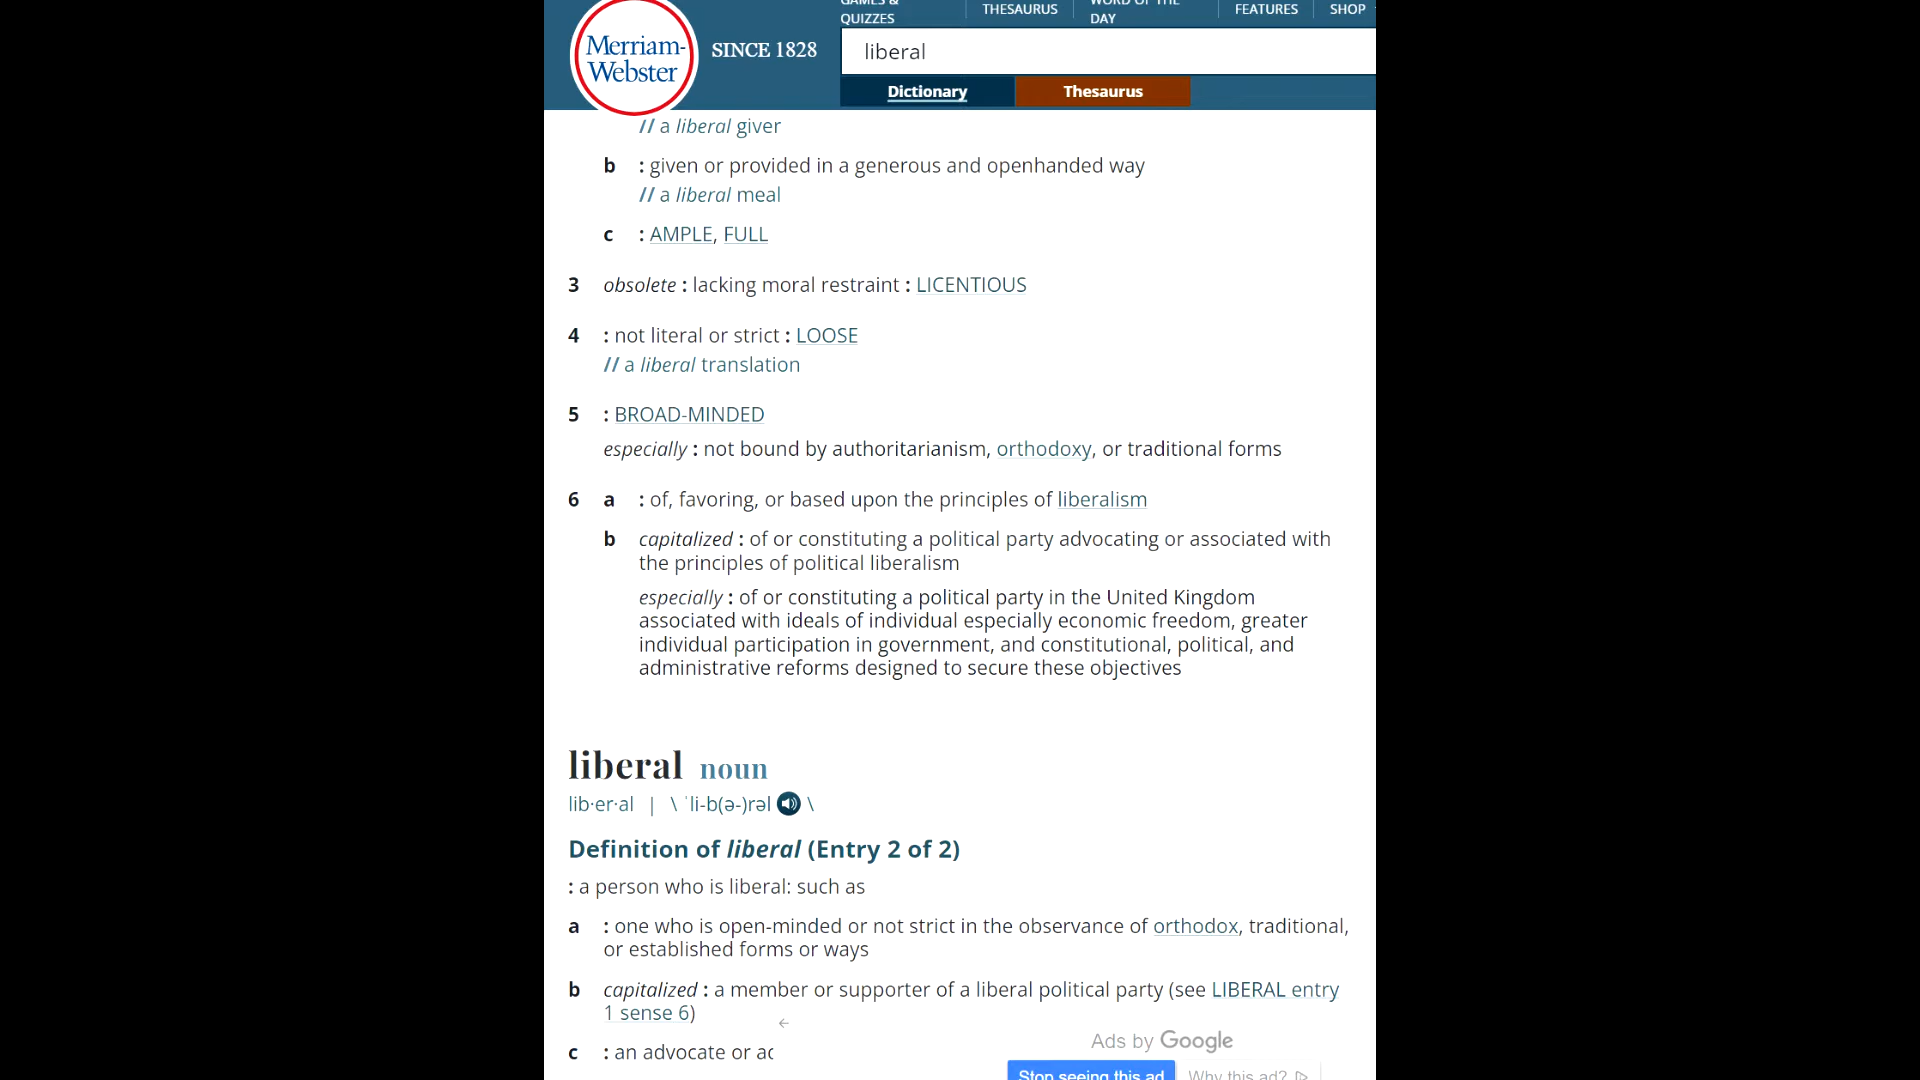 GAMES &
QUIZZES
THESAURUS
WORD OF THE
DAY
FEATURES
SHOP
Merriam-
Webster
SINCE 1828
liberal
Dictionary
Thesaurus
// a liberal giver
b : given or provided in a generous and openhanded way
// a liberal meal
c : AMPLE, FULL
3 obsolete : lacking moral restraint : LICENTIOUS
4 : not literal or strict : LOOSE
// a liberal translation
5 : BROAD-MINDED
especially : not bound by authoritarianism, orthodoxy, or traditional forms
6 a : of, favoring, or based upon the principles of liberalism
b capitalized : of or constituting a political party advocating or associated with
the principles of political liberalism
especially : of or constituting a political party in the United Kingdom
associated with ideals of individual especially economic freedom, greater
individual participation in government, and constitutional, political, and
administrative reforms designed to secure these objectives
liberal noun
lib·er·al | \ ˈli-b(ə-)rəl \
Definition of liberal (Entry 2 of 2)
: a person who is liberal: such as
a : one who is open-minded or not strict in the observance of orthodox, traditional,
or established forms or ways
b capitalized : a member or supporter of a liberal political party (see LIBERAL entry
1 sense 6)
c : an advocate or
Ads by Google
Stop seeing this ad
Why this ad?